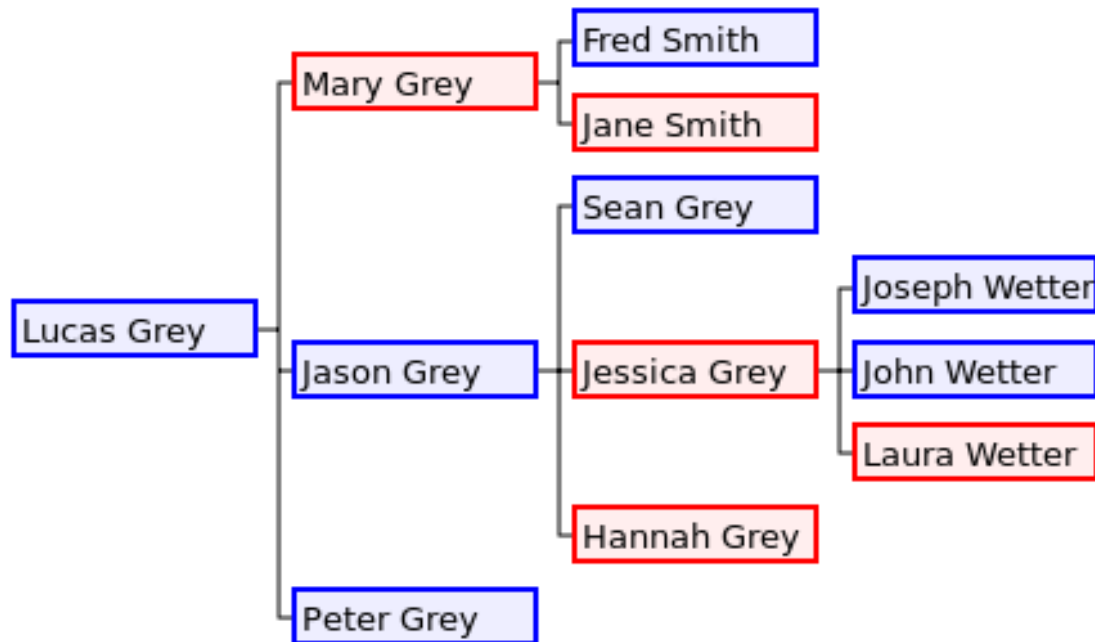 Fred Smith
Mary Grey
Jane Smith
Sean Grey
Joseph Wetter
Lucas Grey
Jason Grey
Jessica Grey
John Wetter
Laura Wetter
Hannah Grey
Peter Grey